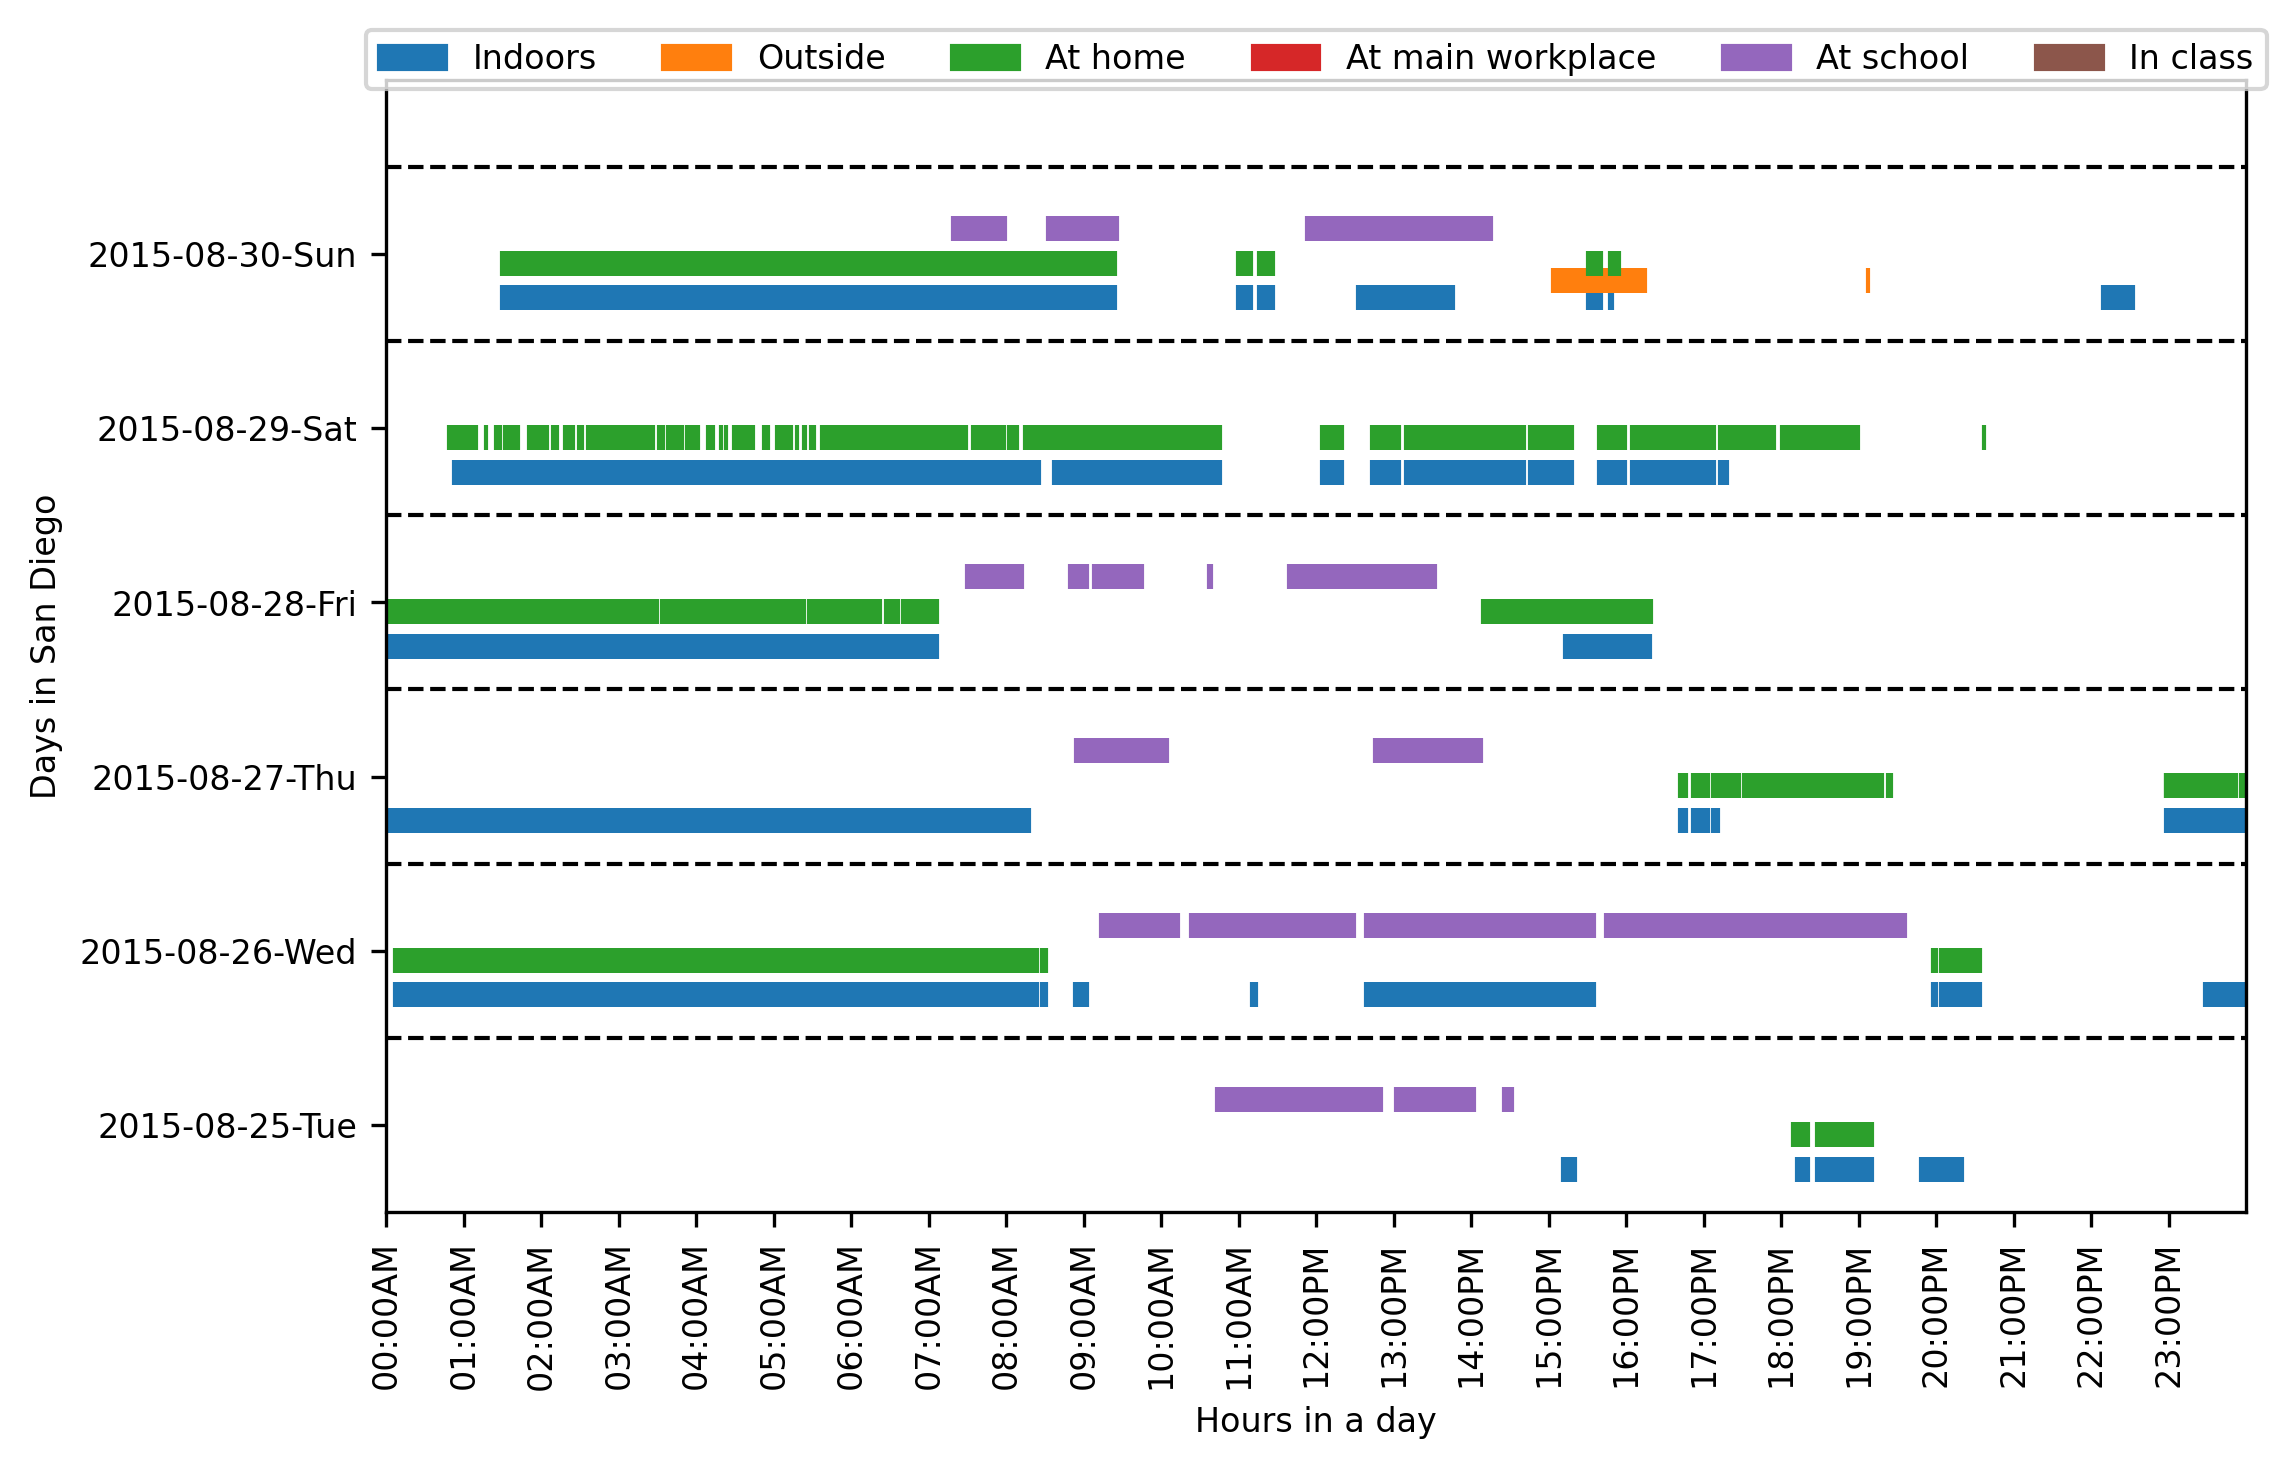 Indoors Outside At home At main workplace At school In class
Days in San Diego
2015-08-30-Sun
2015-08-29-Sat
2015-08-28-Fri
2015-08-27-Thu
2015-08-26-Wed
2015-08-25-Tue
00:00AM
01:00AM
02:00AM
03:00AM
04:00AM
05:00AM
06:00AM
07:00AM
08:00AM
09:00AM
10:00AM
11:00AM
12:00PM
13:00PM
14:00PM
15:00PM
16:00PM
17:00PM
18:00PM
19:00PM
20:00PM
21:00PM
22:00PM
23:00PM
Hours in a day